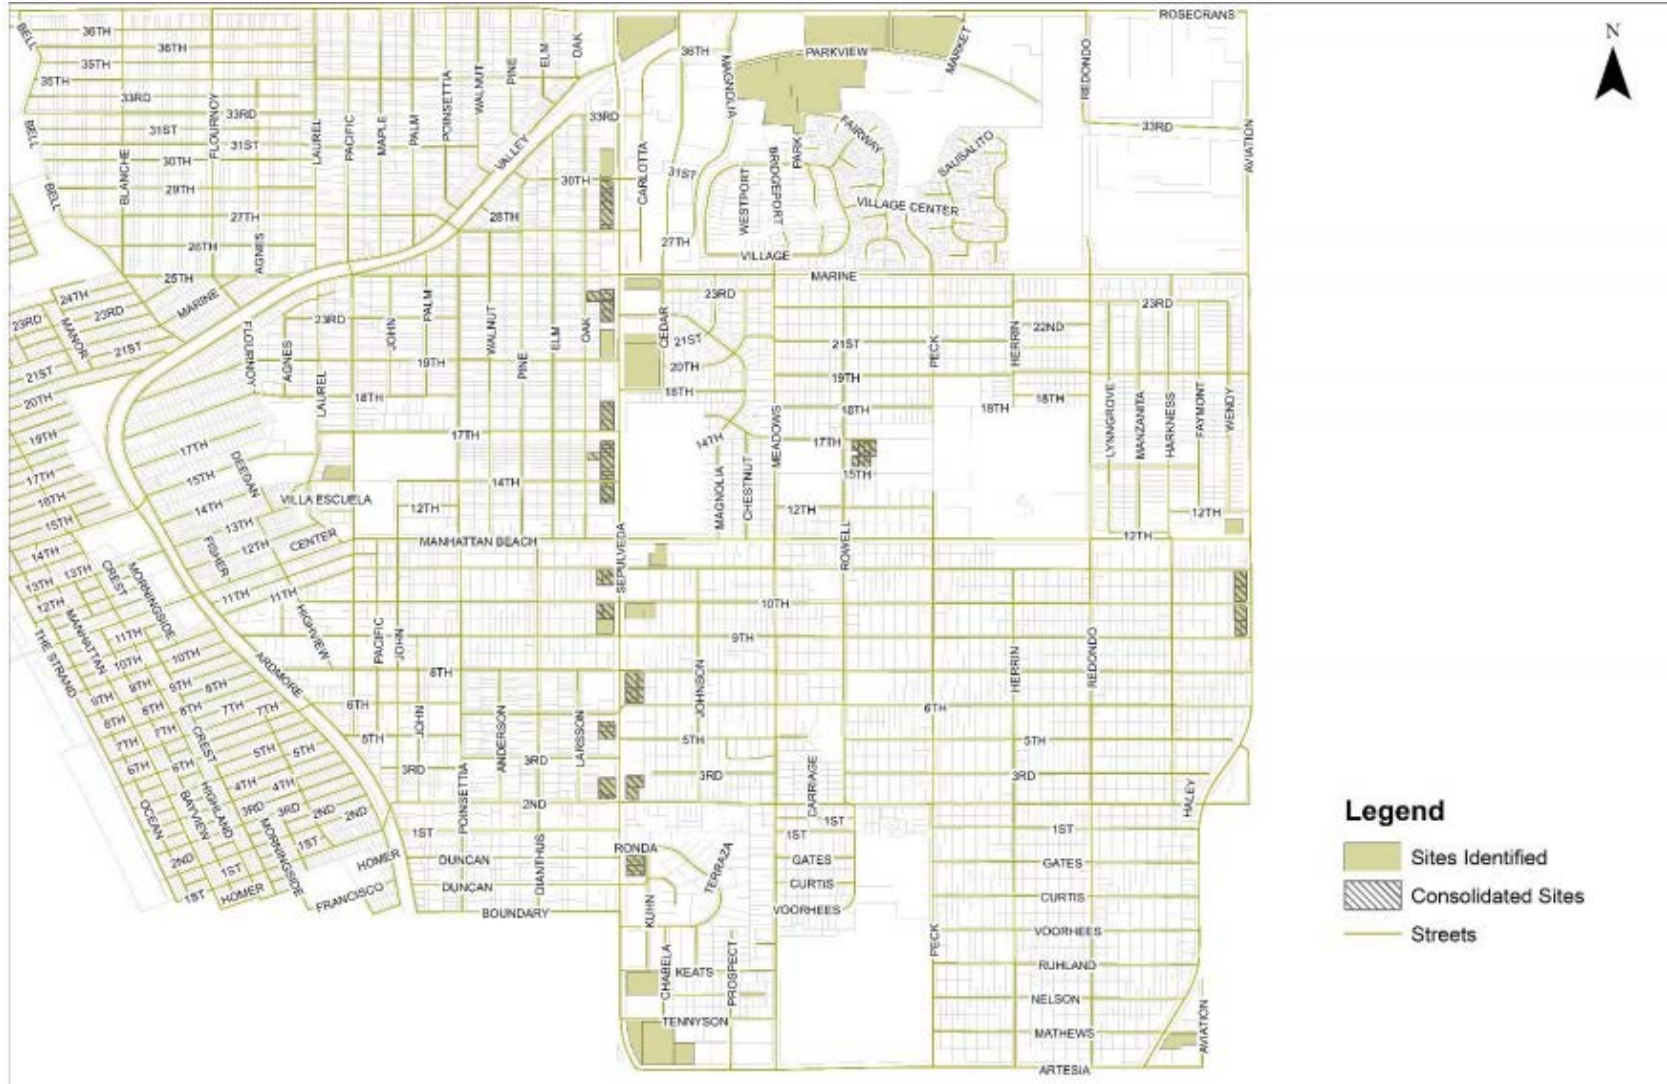 ROSECRANS
N
BELL
36TH
36TH
35TH
35TH
33RD
33RD
31ST
31ST
30TH
29TH
27TH
26TH
25TH
BELL
BELL
BLANCHE
FLOURNOY
AGNES
LAUREL
PACIFIC
MAPLE
PALM
POINSETTIA
WALNUT
PINE
ELM
OAK
VALLEY
33RD
30TH
28TH
CARLOTTA
36TH
MAGNOLIA
PARKVIEW
MARKET
REDONDO
33RD
AVIATION
31ST
27TH
WESTPORT
BRIDGEPORT
PARK
FAIRWAY
SAUSALITO
VILLAGE CENTER
VILLAGE
MARINE
24TH
23RD
23RD
MANOR
21ST
21ST
20TH
19TH
17TH
16TH
15TH
14TH
13TH
13TH
12TH
MARINE
FLOURNOY
AGNES
23RD
JOHN
PALM
WALNUT
PINE
ELM
OAK
LAUREL
19TH
18TH
17TH
17TH
15TH
14TH
13TH
12TH
DEEGAN
FISHER
VILLA ESCUELA
CENTER
14TH
12TH
MANHATTAN BEACH
SEPULVEDA
CEDAR
23RD
21ST
20TH
18TH
14TH
MAGNOLIA
CHESTNUT
MEADOWS
21ST
19TH
18TH
17TH
15TH
12TH
ROWELL
PECK
HERRIN
22ND
18TH
18TH
23RD
LYNNGROVE
MANZANITA
HARKNESS
FAYMONT
WENDY
12TH
12TH
CREST
MORNINGSIDE
MANHATTAN
THE STRAND
11TH
11TH
HIGHVIEW
ARDMORE
PACIFIC
JOHN
11TH
10TH
10TH
9TH
9TH
9TH
8TH
8TH
8TH
8TH
7TH
7TH
7TH
7TH
6TH
6TH
5TH
5TH
4TH
4TH
3RD
3RD
2ND
2ND
2ND
1ST
1ST
1ST
CREST
HIGHLAND
BAYVIEW
OCEAN
MORNINGSIDE
HOMER
HOMER
FRANCISCO
8TH
6TH
5TH
3RD
JOHN
POINSETTIA
ANDERSON
LARSSON
3RD
2ND
1ST
DUNCAN
DUNCAN
DIANTHUS
BOUNDARY
10TH
9TH
JOHNSON
5TH
3RD
CARRIAGE
HERRIN
REDONDO
6TH
5TH
3RD
HALEY
RONDA
TERRAZA
KUHN
CHABELA
KEATS
PROSPECT
TENNYSON
1ST
1ST
GATES
CURTIS
VOORHEES
PECK
1ST
GATES
CURTIS
VOORHEES
RUHLAND
NELSON
MATHEWS
ARTESIA
AVIATION
Legend
Sites Identified
Consolidated Sites
Streets